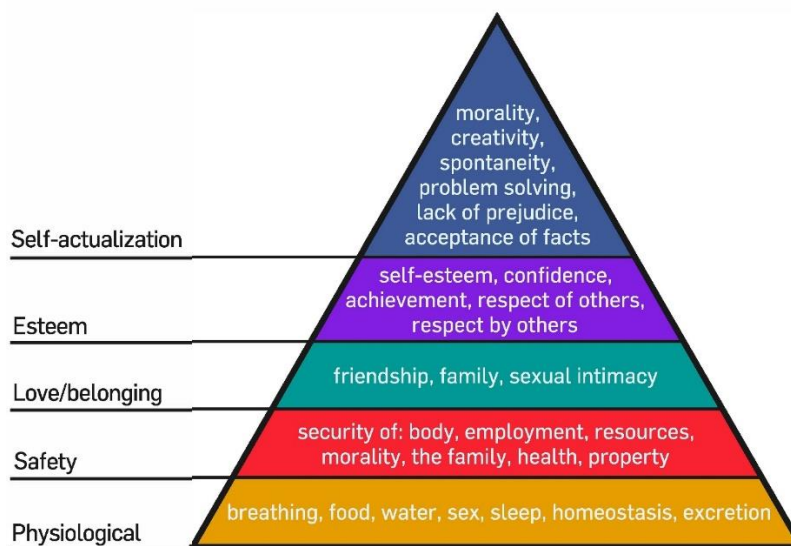 morality,
creativity,
spontaneity,
problem solving,
lack of prejudice,
acceptance of facts
Self-actualization
self-esteem, confidence,
achievement, respect of others,
respect by others
Esteem
friendship, family, sexual intimacy
Love/belonging
security of: body, employment, resources,
morality, the family, health, property
Safety
breathing, food, water, sex, sleep, homeostasis, excretion
Physiological